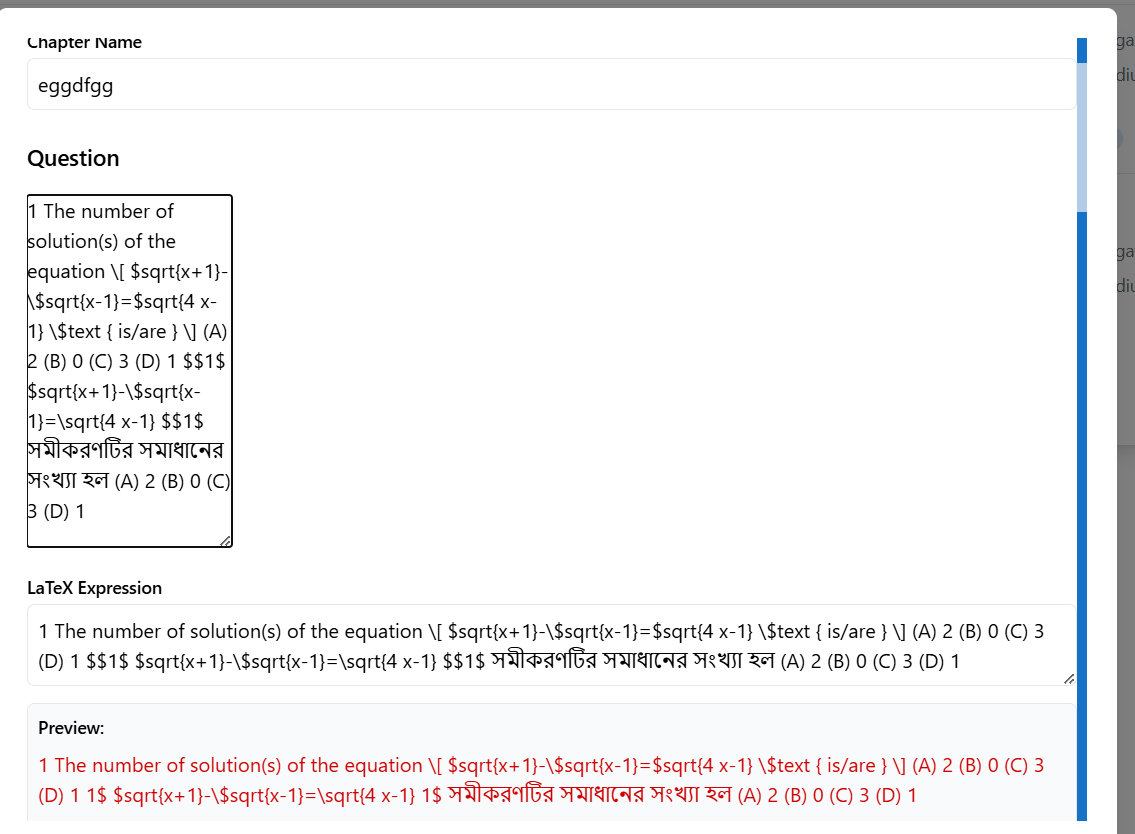 Chapter Name
eggdfgg
Question
1 The number of
solution(s) of the
equation \[ $sqrt{x+1}-
\$sqrt{x-1}=$sqrt{4 x-
1} \$text { is/are } \] (A)
2 (B) 0 (C) 3 (D) 1 $$1$
$sqrt{x+1}-\$sqrt{x-
1}=\sqrt{4 x-1} $$1$
সমীকরণটির সমাধানের
সংখ্যা হল (A) 2 (B) 0 (C)
3 (D) 1
LaTeX Expression
1 The number of solution(s) of the equation \[ $sqrt{x+1}-\$sqrt{x-1}=$sqrt{4 x-1} \$text { is/are } \] (A) 2 (B) 0 (C) 3
(D) 1 $$1$ $sqrt{x+1}-\$sqrt{x-1}=\sqrt{4 x-1} $$1$ সমীকরণটির সমাধানের সংখ্যা হল (A) 2 (B) 0 (C) 3 (D) 1
Preview:
1 The number of solution(s) of the equation \[ $sqrt{x+1}-\$sqrt{x-1}=$sqrt{4 x-1} \$text { is/are } \] (A) 2 (B) 0 (C) 3
(D) 1 1$ $sqrt{x+1}-\$sqrt{x-1}=\sqrt{4 x-1} 1$ সমীকরণটির সমাধানের সংখ্যা হল (A) 2 (B) 0 (C) 3 (D) 1